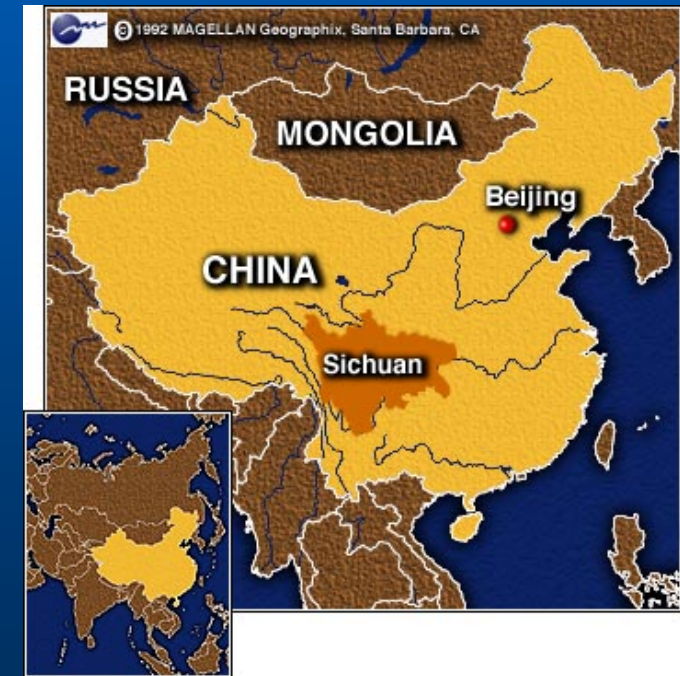 © 1992 MAGELLAN Geographix, Santa Barbara, CA
RUSSIA
MONGOLIA
Beijing
CHINA
Sichuan